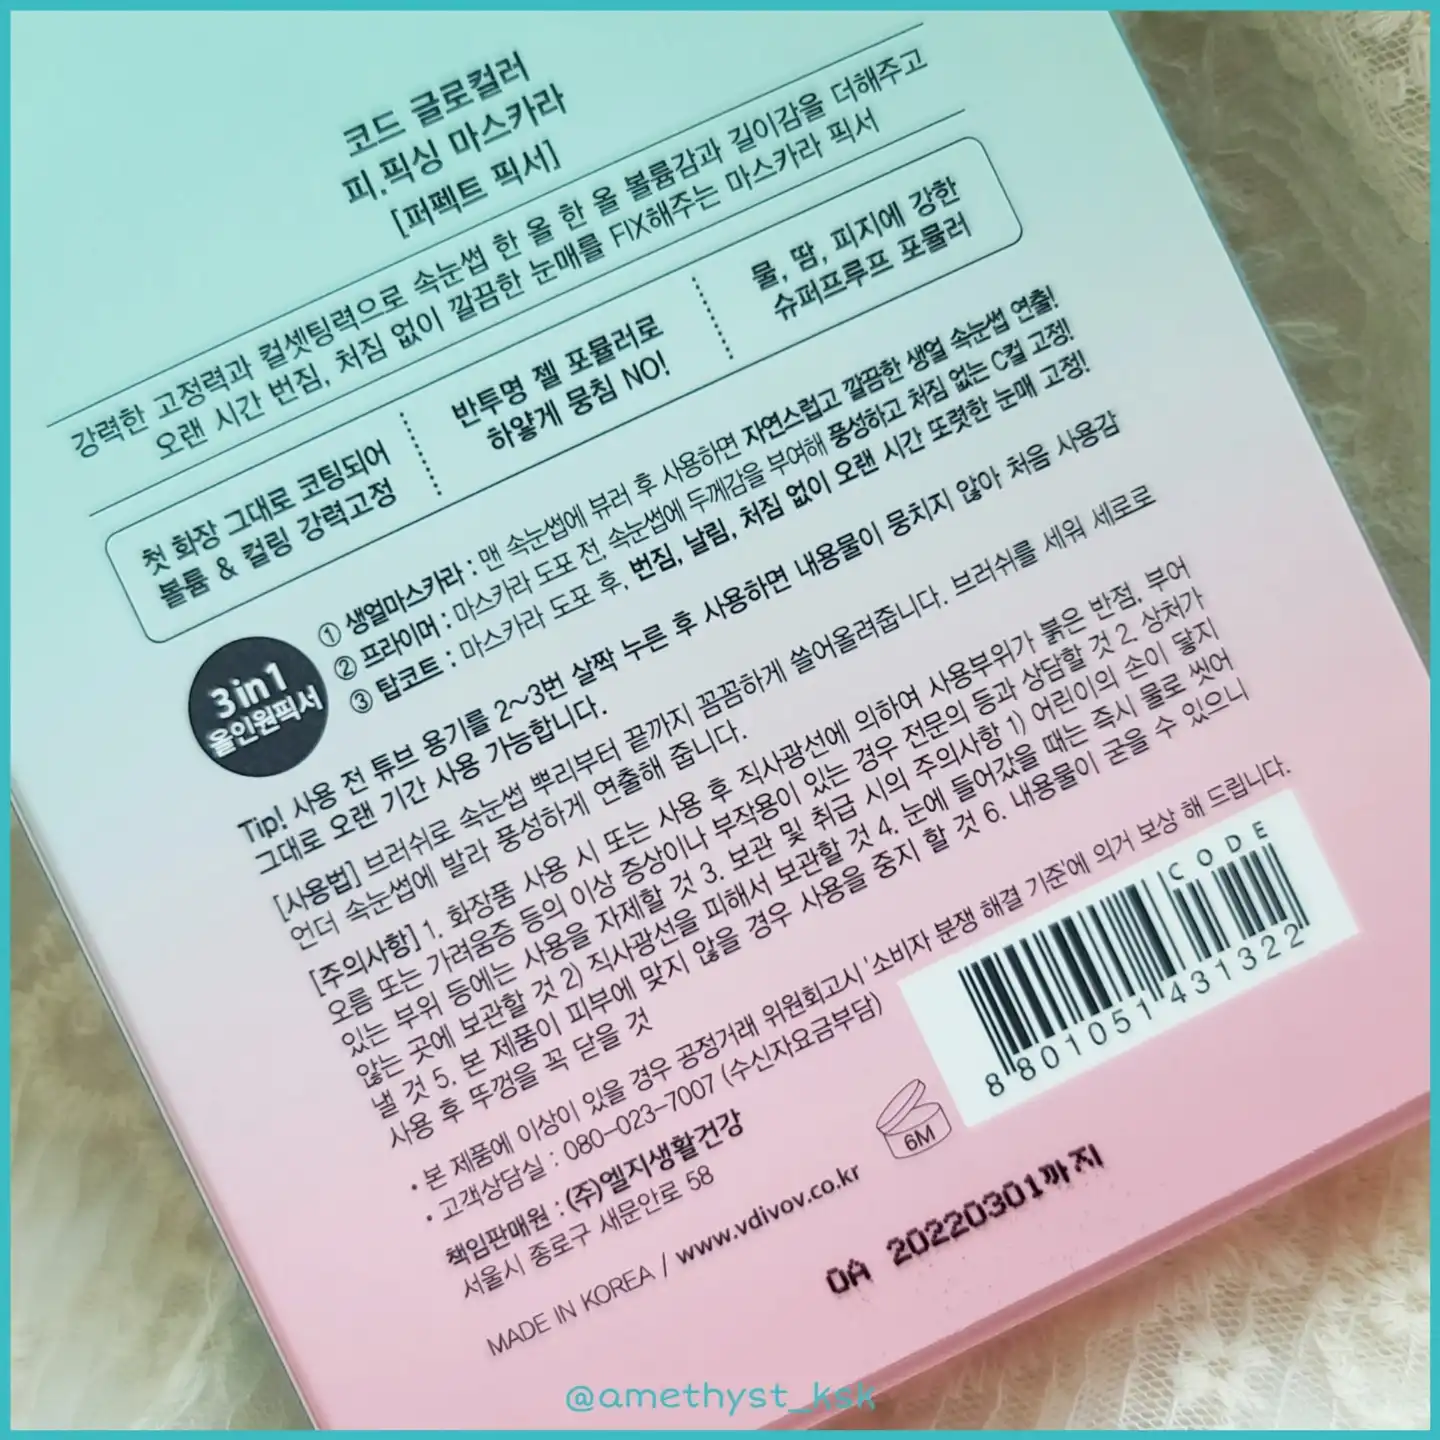 코드 글로컬러
피.픽싱 마스카라
[퍼펙트 픽서]
강력한 고정력과 컬셋팅력으로 속눈썹 한 올 한 올 볼륨감과 길이감을 더해주고
오랜 시간 번짐, 처짐 없이 깔끔한 눈매를 FIX해주는 마스카라 픽서
첫 화장 그대로 코팅되어
볼륨 & 컬링 강력고정
반투명 젤 포뮬러로
하얗게 뭉침 NO!
물, 땀, 피지에 강한
슈퍼프루프 포뮬러
3in1
올인원픽서
① 생얼마스카라 : 맨 속눈썹에 뷰러 후 사용하면 자연스럽고 깔끔한 생얼 속눈썹 연출!
② 프라이머 : 마스카라 도포 전, 속눈썹에 두께감을 부여해 풍성하고 처짐 없는 C컬 고정!
③ 탑코트 : 마스카라 도포 후, 번짐, 날림, 처짐 없이 오랜 시간 또렷한 눈매 고정!
Tip! 사용 전 튜브 용기를 2~3번 살짝 누른 후 사용하면 내용물이 뭉치지 않아 처음 사용감
그대로 오랜 기간 사용 가능합니다.
[사용법] 브러쉬로 속눈썹 뿌리부터 끝까지 꼼꼼하게 쓸어올려줍니다. 브러쉬를 세워 세로로
언더 속눈썹에 발라 풍성하게 연출해 줍니다.
[주의사항] 1. 화장품 사용 시 또는 사용 후 직사광선에 의하여 사용부위가 붉은 반점, 부어
오름 또는 가려움증 등의 이상 증상이나 부작용이 있는 경우 전문의 등과 상담할 것 2. 상처가
있는 부위 등에는 사용을 자제할 것 3. 보관 및 취급 시의 주의사항 1) 어린이의 손이 닿지
않는 곳에 보관할 것 2) 직사광선을 피해서 보관할 것 4. 눈에 들어갔을 때는 즉시 물로 씻어
낼 것 5. 본 제품이 피부에 맞지 않을 경우 사용을 중지 할 것 6. 내용물이 굳을 수 있으니
사용 후 뚜껑을 꼭 닫을 것
• 본 제품에 이상이 있을 경우 공정거래 위원회고시 '소비자 분쟁 해결 기준'에 의거 보상 해 드립니다.
• 고객상담실 : 080-023-7007 (수신자요금부담)
책임판매원 : (주)엘지생활건강
서울시 종로구 새문안로 58
MADE IN KOREA / www.vdivov.co.kr
CODE
8801051431322
6M
OA 20220301까지
@amethyst_ksk